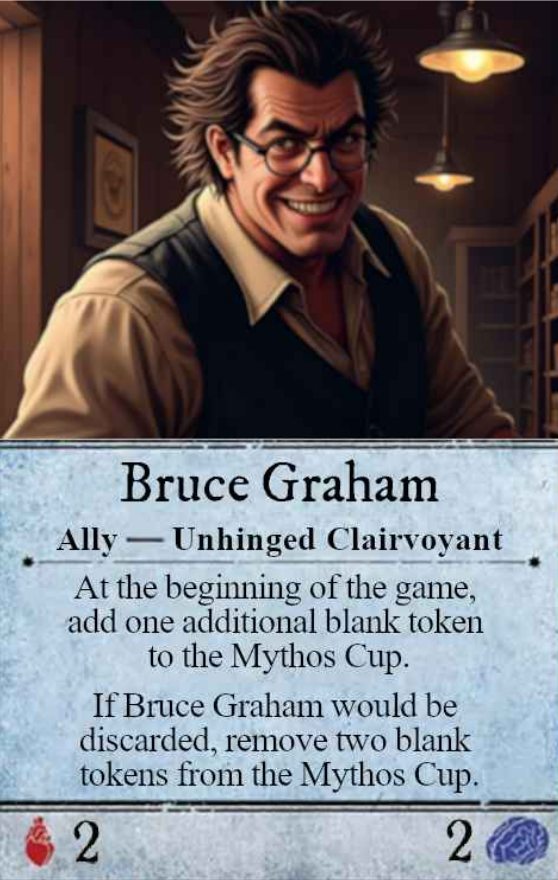 Bruce Graham
Ally — Unhinged Clairvoyant
At the beginning of the game,
add one additional blank token
to the Mythos Cup.
If Bruce Graham would be
discarded, remove two blank
tokens from the Mythos Cup.
2 2